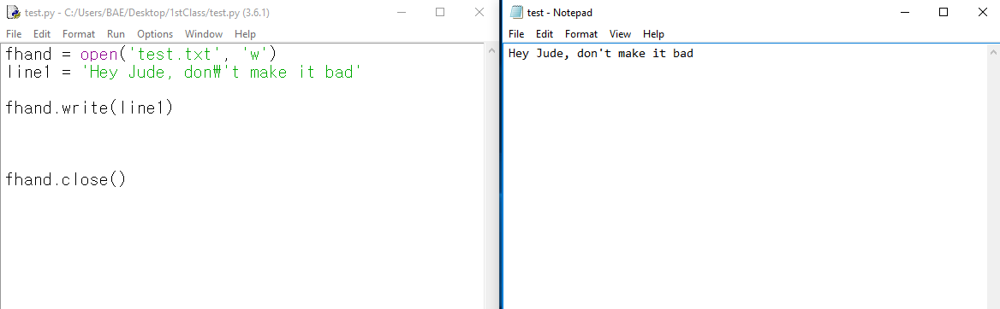 test.py - C:/Users/BAE/Desktop/1stClass/test.py (3.6.1)
File Edit Format Run Options Window Help
fhand = open('test.txt', 'w')
line1 = 'Hey Jude, don₩'t make it bad'
fhand.write(line1)
fhand.close()
test - Notepad
File Edit Format View Help
Hey Jude, don't make it bad